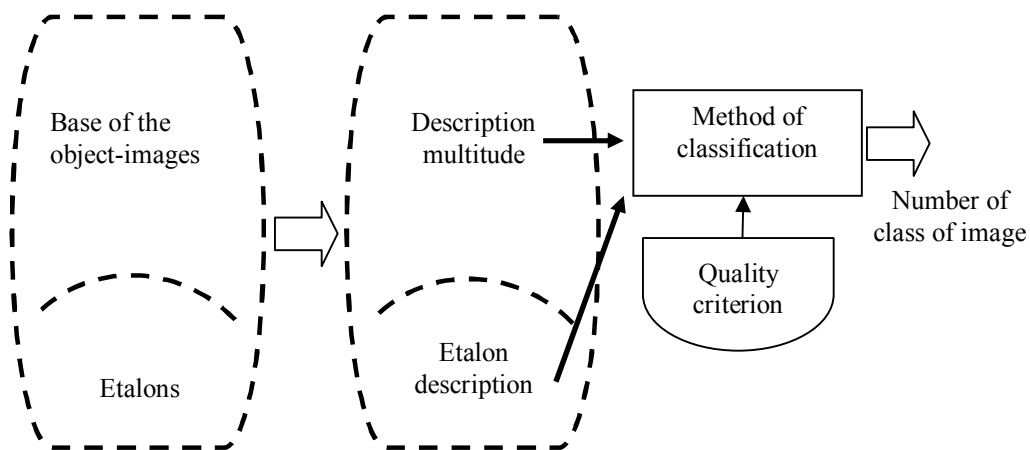 Base of the
object-images
Etalons
Description
multitude
Etalon
description
Method of
classification
Quality
criterion
Number of
class of image